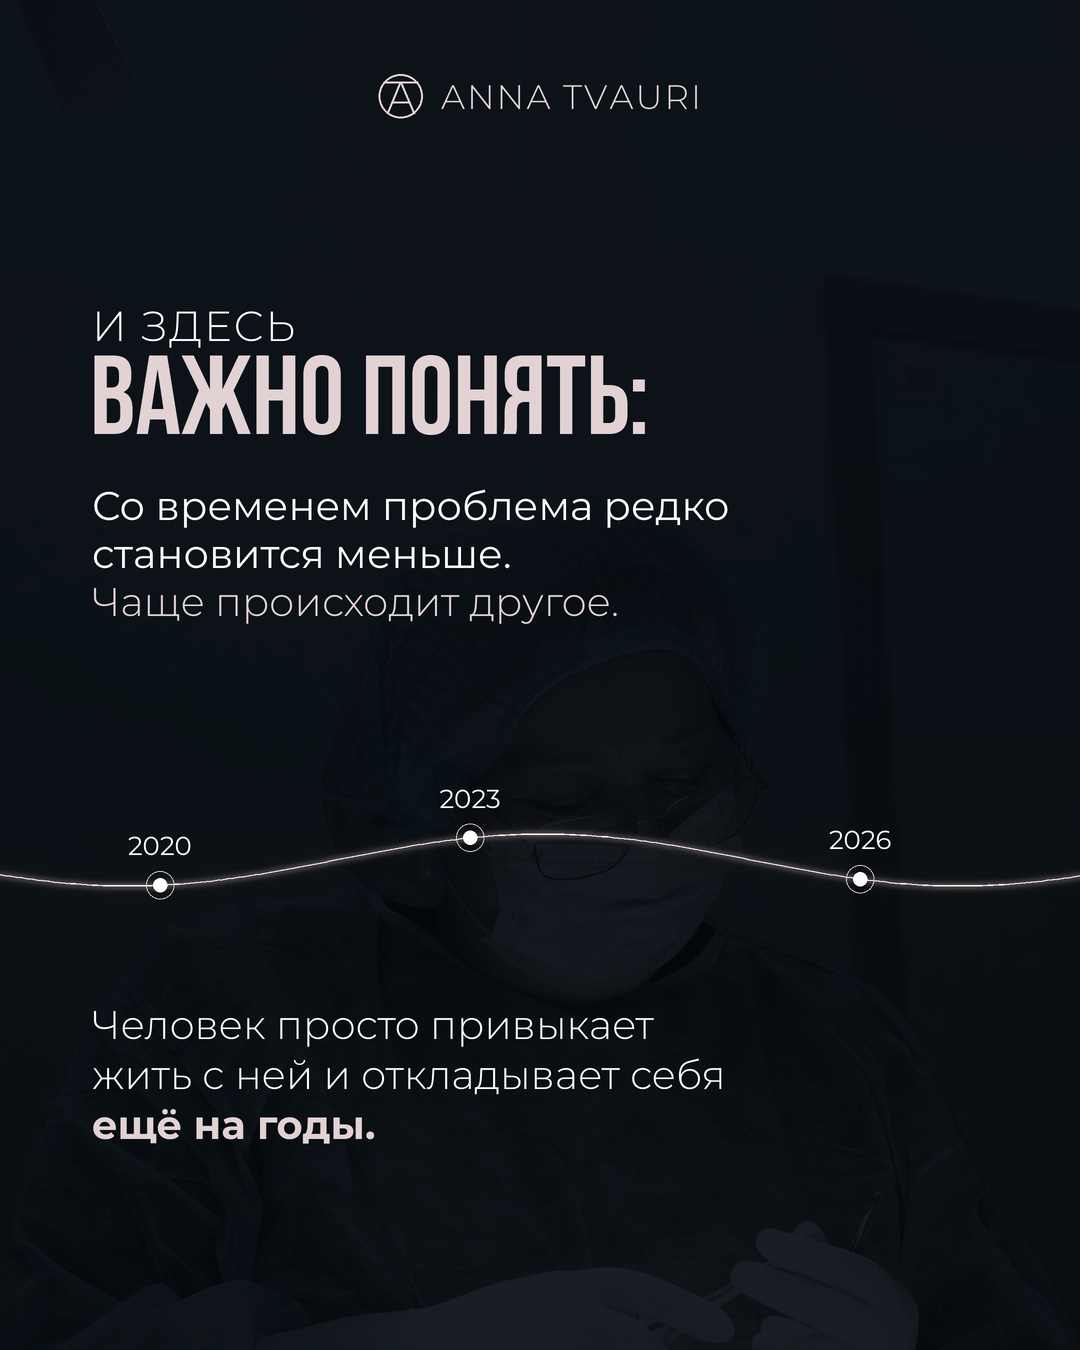 ANNA TVAURI
И ЗДЕСЬ
ВАЖНО ПОНЯТЬ:
Со временем проблема редко
становится меньше.
Чаще происходит другое.
2020
2023
2026
Человек просто привыкает
жить с ней и откладывает себя
ещё на годы.